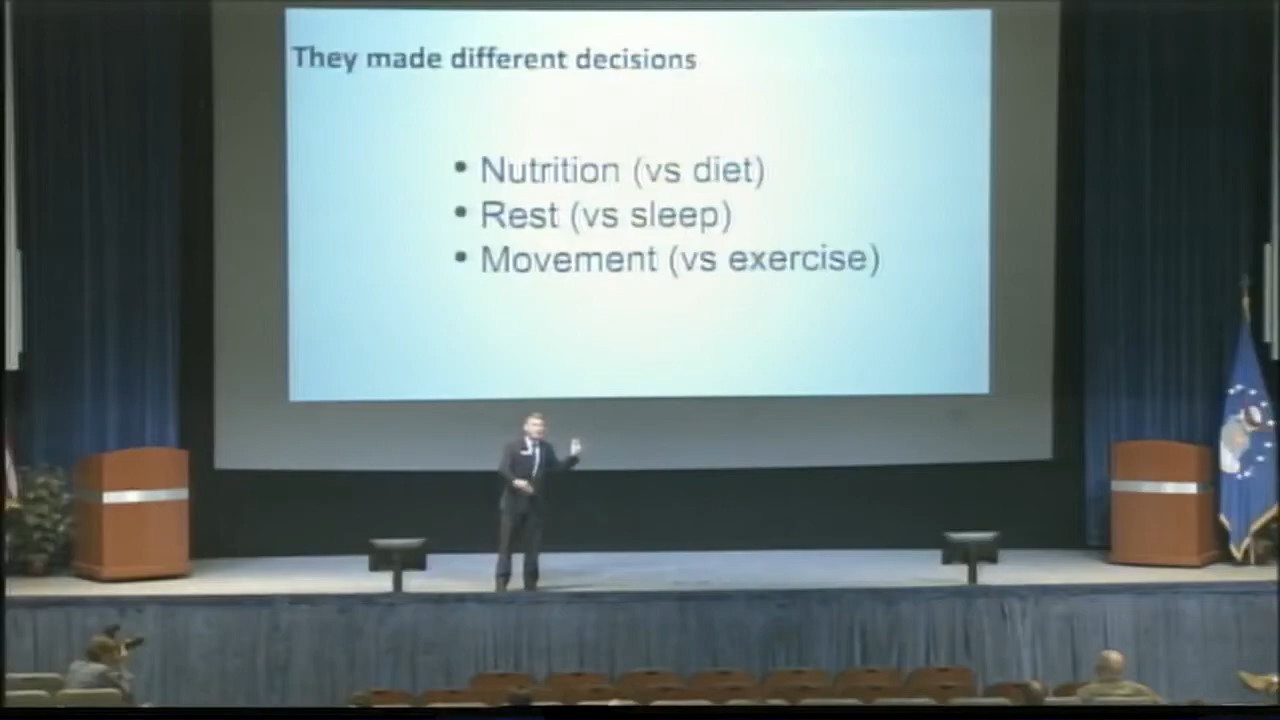 They made different decisions
• Nutrition (vs diet)
• Rest (vs sleep)
• Movement (vs exercise)